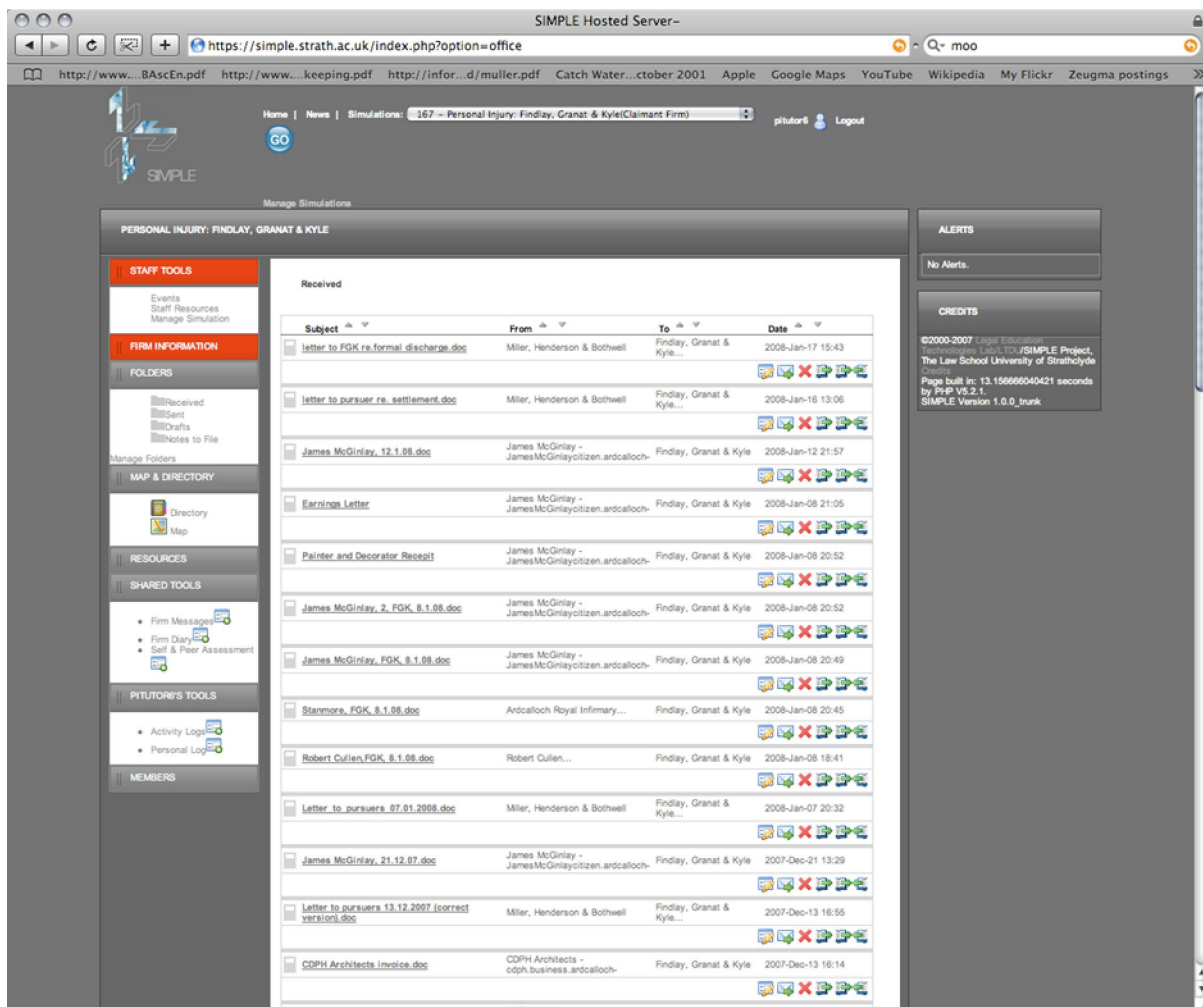 SIMPLE Hosted Server–
https://simple.strath.ac.uk/index.php?option=office
moo
http://www....BAscEn.pdf http://www....keeping.pdf http://infor...d/muller.pdf Catch Water...ctober 2001 Apple Google Maps YouTube Wikipedia My Flickr Zeugma postings
SIMPLE
Home | News | Simulations: 167 - Personal Injury: Findlay, Granat & Kyle(Claimant Firm)
pitutor6 Logout
GO
Manage Simulations
PERSONAL INJURY: FINDLAY, GRANAT & KYLE
STAFF TOOLS
Events
Staff Resources
Manage Simulation
FIRM INFORMATION
FOLDERS
Received
Sent
Drafts
Notes to File
Manage Folders
MAP & DIRECTORY
Directory
Map
RESOURCES
SHARED TOOLS
Firm Messages
Firm Diary
Self & Peer Assessment
PITUTOR6'S TOOLS
Activity Logs
Personal Log
MEMBERS
Received
Subject From To Date
letter to FGK re.formal discharge.doc Miller, Henderson & Bothwell Findlay, Granat & Kyle... 2008-Jan-17 15:43
letter to pursuer re. settlement.doc Miller, Henderson & Bothwell Findlay, Granat & Kyle... 2008-Jan-16 13:06
James McGinlay, 12.1.08.doc James McGinlay - JamesMcGinlaycitizen.ardcalloch- Findlay, Granat & Kyle 2008-Jan-12 21:57
Earnings Letter James McGinlay - JamesMcGinlaycitizen.ardcalloch- Findlay, Granat & Kyle 2008-Jan-08 21:05
Painter and Decorator Recepit James McGinlay - JamesMcGinlaycitizen.ardcalloch- Findlay, Granat & Kyle 2008-Jan-08 20:52
James McGinlay, 2, FGK, 8.1.08.doc James McGinlay - JamesMcGinlaycitizen.ardcalloch- Findlay, Granat & Kyle 2008-Jan-08 20:52
James McGinlay, FGK, 8.1.08.doc James McGinlay - JamesMcGinlaycitizen.ardcalloch- Findlay, Granat & Kyle 2008-Jan-08 20:49
Stanmore, FGK, 8.1.08.doc Ardcalloch Royal Infirmary... Findlay, Granat & Kyle 2008-Jan-08 20:45
Robert Cullen,FGK, 8.1.08.doc Robert Cullen... Findlay, Granat & Kyle 2008-Jan-08 18:41
Letter to pursuers 07.01.2008.doc Miller, Henderson & Bothwell Findlay, Granat & Kyle... 2008-Jan-07 20:32
James McGinlay, 21.12.07.doc James McGinlay - JamesMcGinlaycitizen.ardcalloch- Findlay, Granat & Kyle 2007-Dec-21 13:29
Letter to pursuers 13.12.2007 (correct version).doc Miller, Henderson & Bothwell Findlay, Granat & Kyle... 2007-Dec-13 16:55
CDPH Architects invoice.doc CDPH Architects - cdph.business.ardcalloch- Findlay, Granat & Kyle 2007-Dec-13 16:14
ALERTS
No Alerts.
CREDITS
©2000-2007 Legal Education
Technologies Lab/LTDU/SIMPLE Project,
The Law School University of Strathclyde
Credits
Page built in: 13.156666040421 seconds
by PHP V5.2.1.
SIMPLE Version 1.0.0_trunk